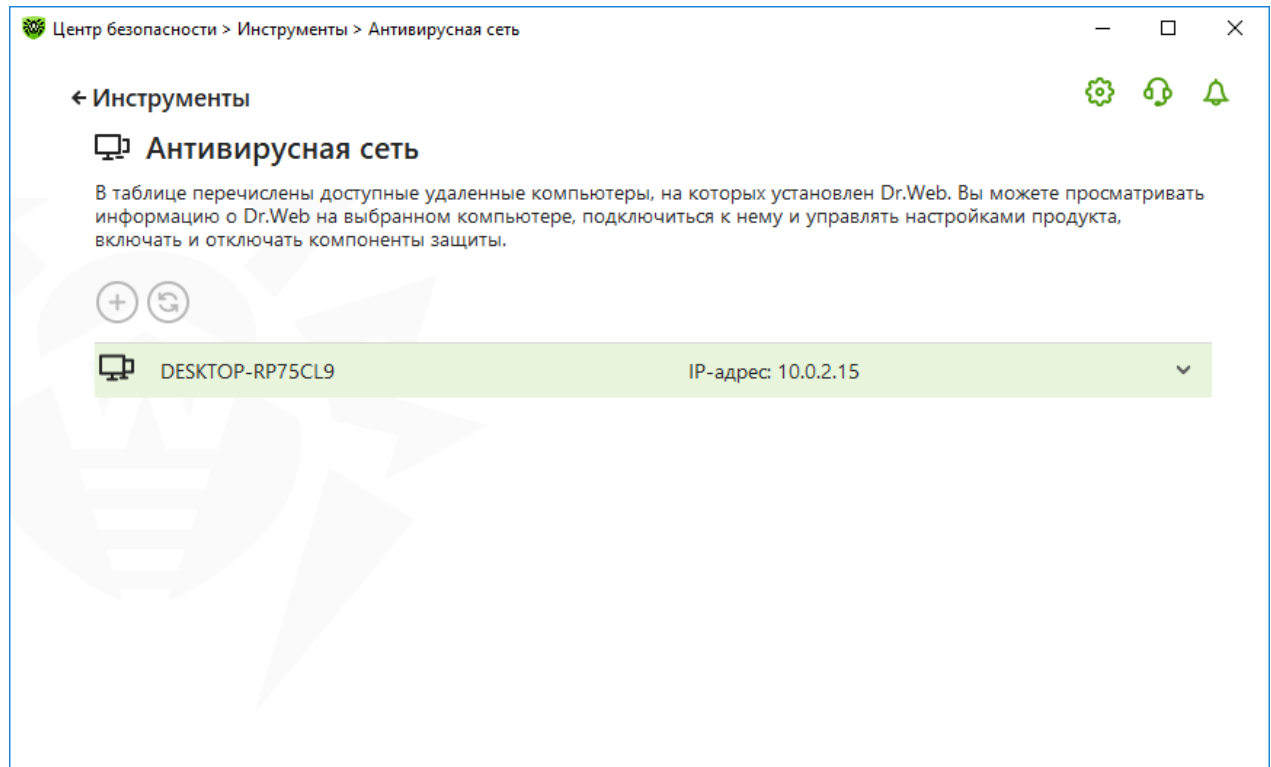 Центр безопасности > Инструменты > Антивирусная сеть
Инструменты
Антивирусная сеть
В таблице перечислены доступные удаленные компьютеры, на которых установлен Dr.Web. Вы можете просматривать
информацию о Dr.Web на выбранном компьютере, подключиться к нему и управлять настройками продукта,
включать и отключать компоненты защиты.
DESKTOP-RP75CL9 IP-адрес: 10.0.2.15